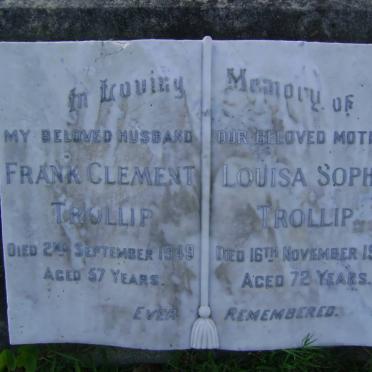 In Loving Memory of
MY BELOVED HUSBAND
FRANK CLEMENT
TROLLIP
DIED 2ND SEPTEMBER 1949
AGED 57 YEARS.
OUR BELOVED MOTH
LOUISA SOPH
TROLLIP
DIED 16TH NOVEMBER 19
AGED 72 YEARS.
EVER REMEMBERED.